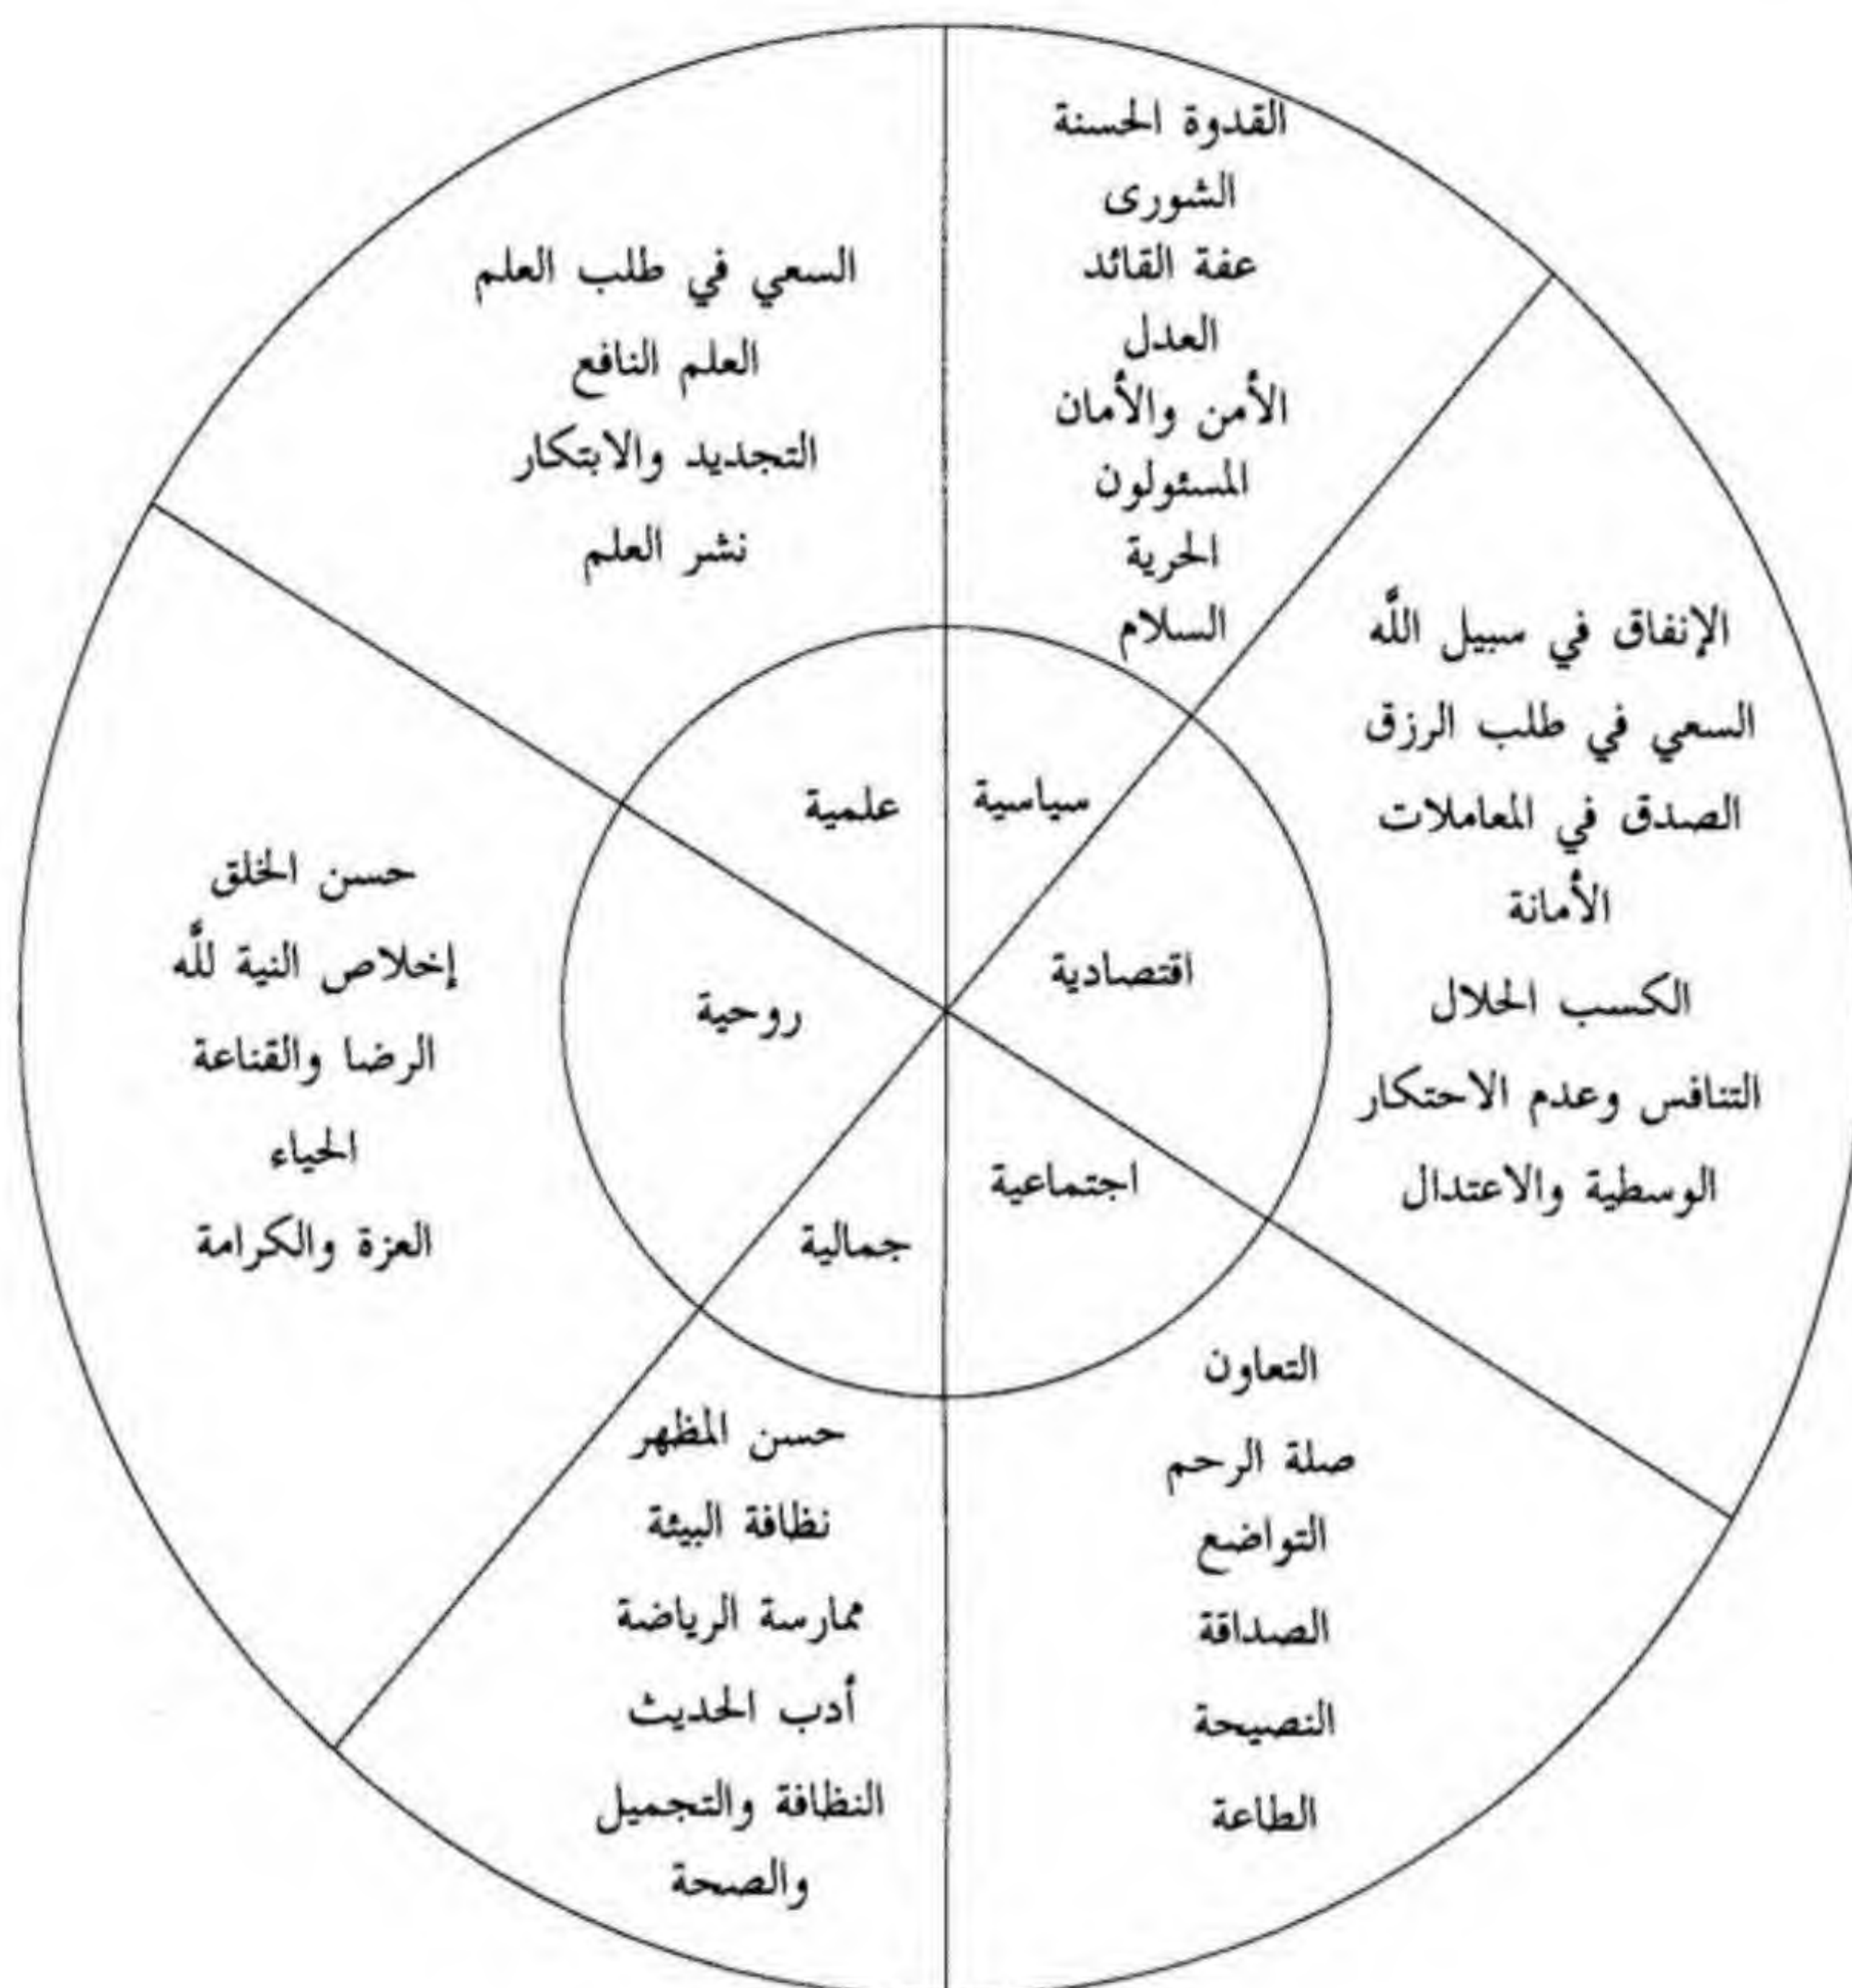 القدوة الحسنة
الشورى
عفة القائد
العدل
الأمن والأمان
المسئولون
الحرية
السلام
سياسية
الإنفاق في سبيل اللَّه
السعي في طلب الرزق
الصدق في المعاملات
الأمانة
الكسب الحلال
التنافس وعدم الاحتكار
الوسطية والاعتدال
اقتصادية
التعاون
صلة الرحم
التواضع
الصداقة
النصيحة
الطاعة
اجتماعية
حسن المظهر
نظافة البيئة
ممارسة الرياضة
أدب الحديث
النظافة والتجميل
والصحة
جمالية
حسن الخلق
إخلاص النية للَّه
الرضا والقناعة
الحياء
العزة والكرامة
روحية
السعي في طلب العلم
العلم النافع
التجديد والابتكار
نشر العلم
علمية